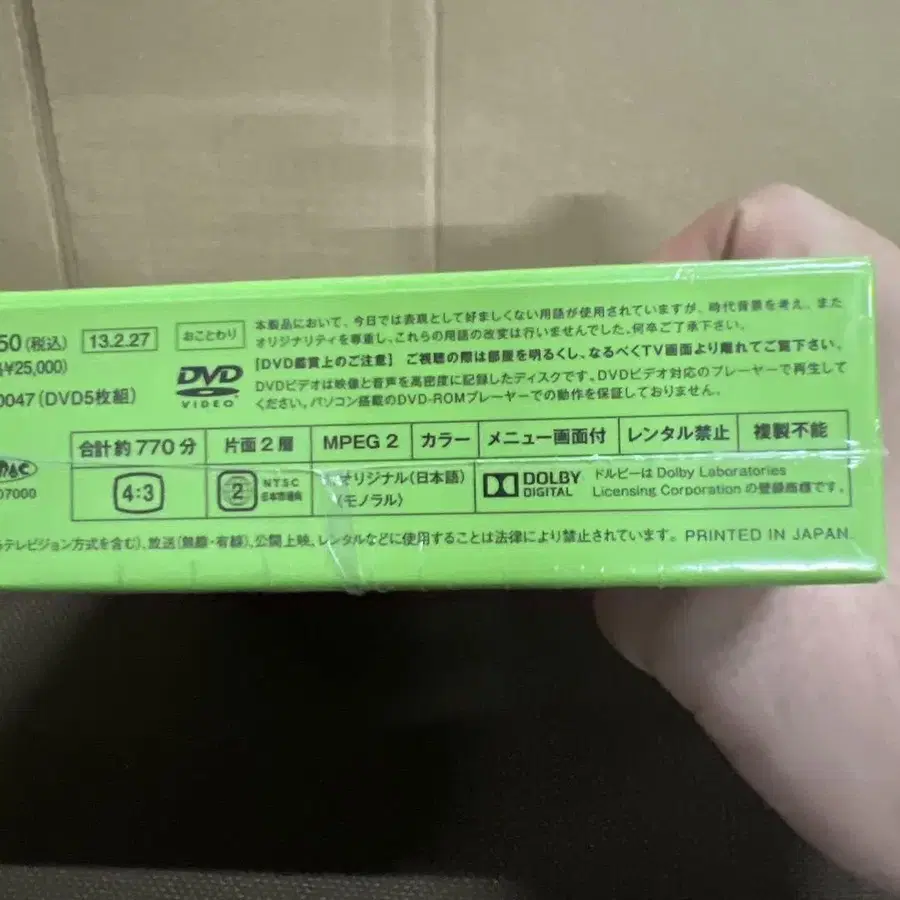 50(税込) 13.2.27 おことわり 本製品において、今日では表現として好ましくない用語が使用されていますが、時代背景を考え、また
オリジナリティを尊重し、これらの用語の改変は行いませんでした。何卒ご了承下さい。
¥25,000)
DVD VIDEO
【DVD鑑賞上のご注意】 ご視聴の際は部屋を明るくし、なるべくTV画面より離れてご覧下さい。
DVDビデオは映像と音声を高密度に記録したディスクです。DVDビデオ対応のプレーヤーで再生して
ください。パソコン搭載のDVD-ROMプレーヤーでの動作を保証しておりません。
0047(DVD5枚組)
合計約770分 片面2層 MPEG 2 カラー メニュー画面付 レンタル禁止 複製不能
07000
4:3
2 NTSC
日本市場向
オリジナル(日本語)
(モノラル)
DOLBY
DIGITAL
ドルビーは Dolby Laboratories
Licensing Corporation の登録商標です。
テレビジョン方式を含む)、放送(無線・有線)、公開上映、レンタルなどに使用することは法律により禁止されています。 PRINTED IN JAPAN.